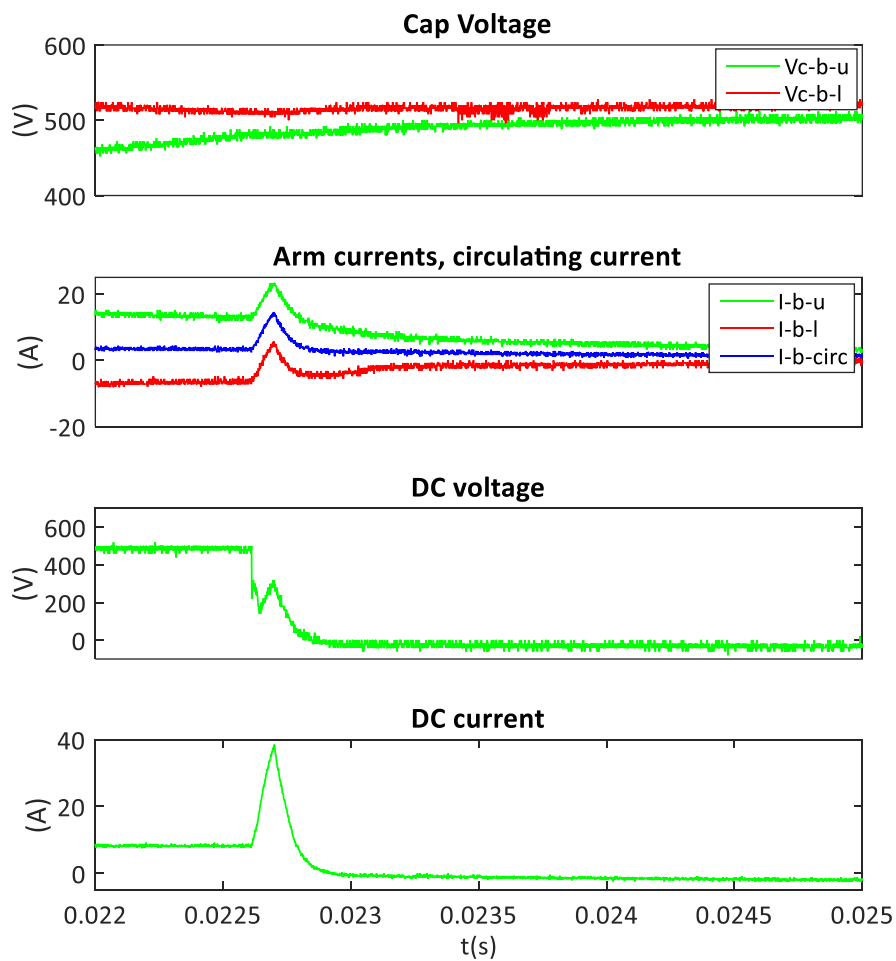 Cap Voltage
600
500
400
(V)
Vc-b-u
Vc-b-l
Arm currents, circulating current
20
0
-20
(A)
I-b-u
I-b-l
I-b-circ
DC voltage
600
400
200
0
(V)
DC current
40
20
0
(A)
0.022 0.0225 0.023 0.0235 0.024 0.0245 0.025
t(s)